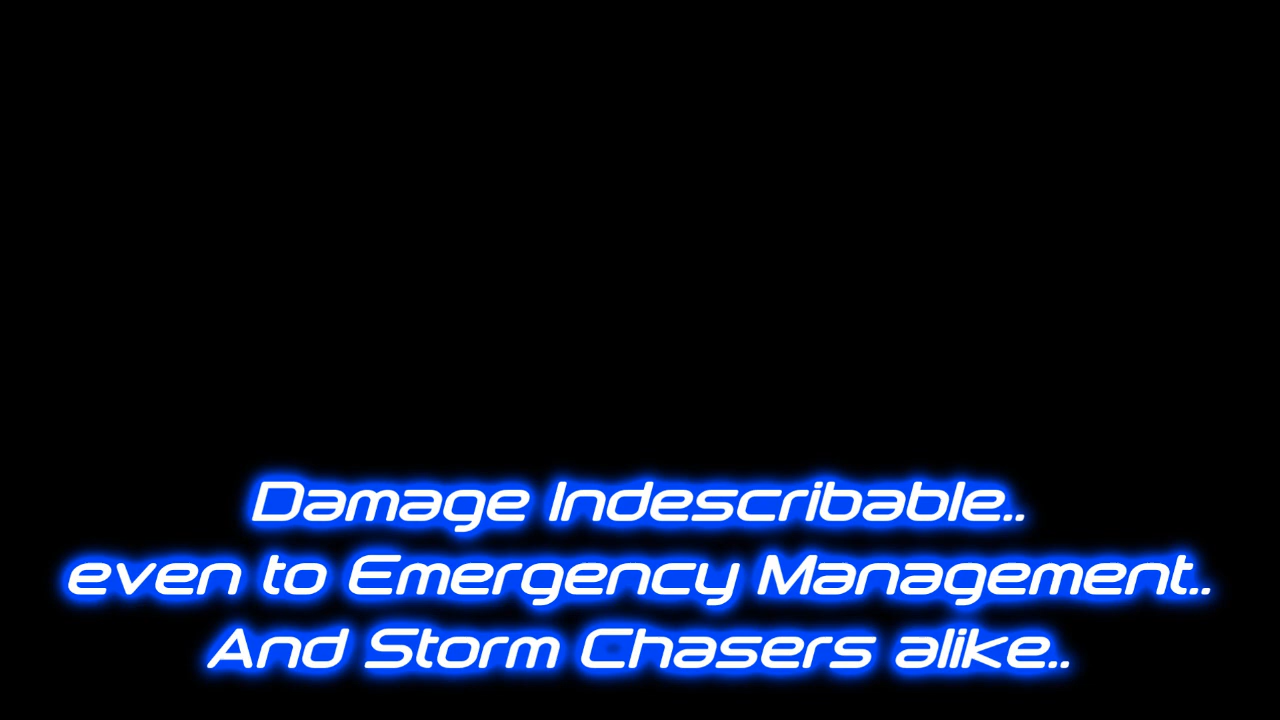 Damage Indescribable..
even to Emergency Management..
And Storm Chasers alike..